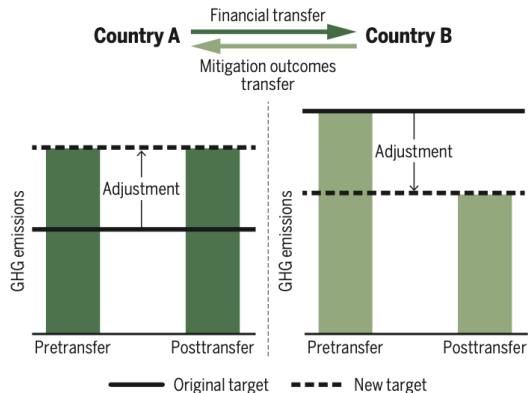 Financial transfer
Country A
Country B
Mitigation outcomes
transfer
GHG emissions
Adjustment
Pretransfer
Posttransfer
GHG emissions
Adjustment
Pretransfer
Posttransfer
Original target
New target